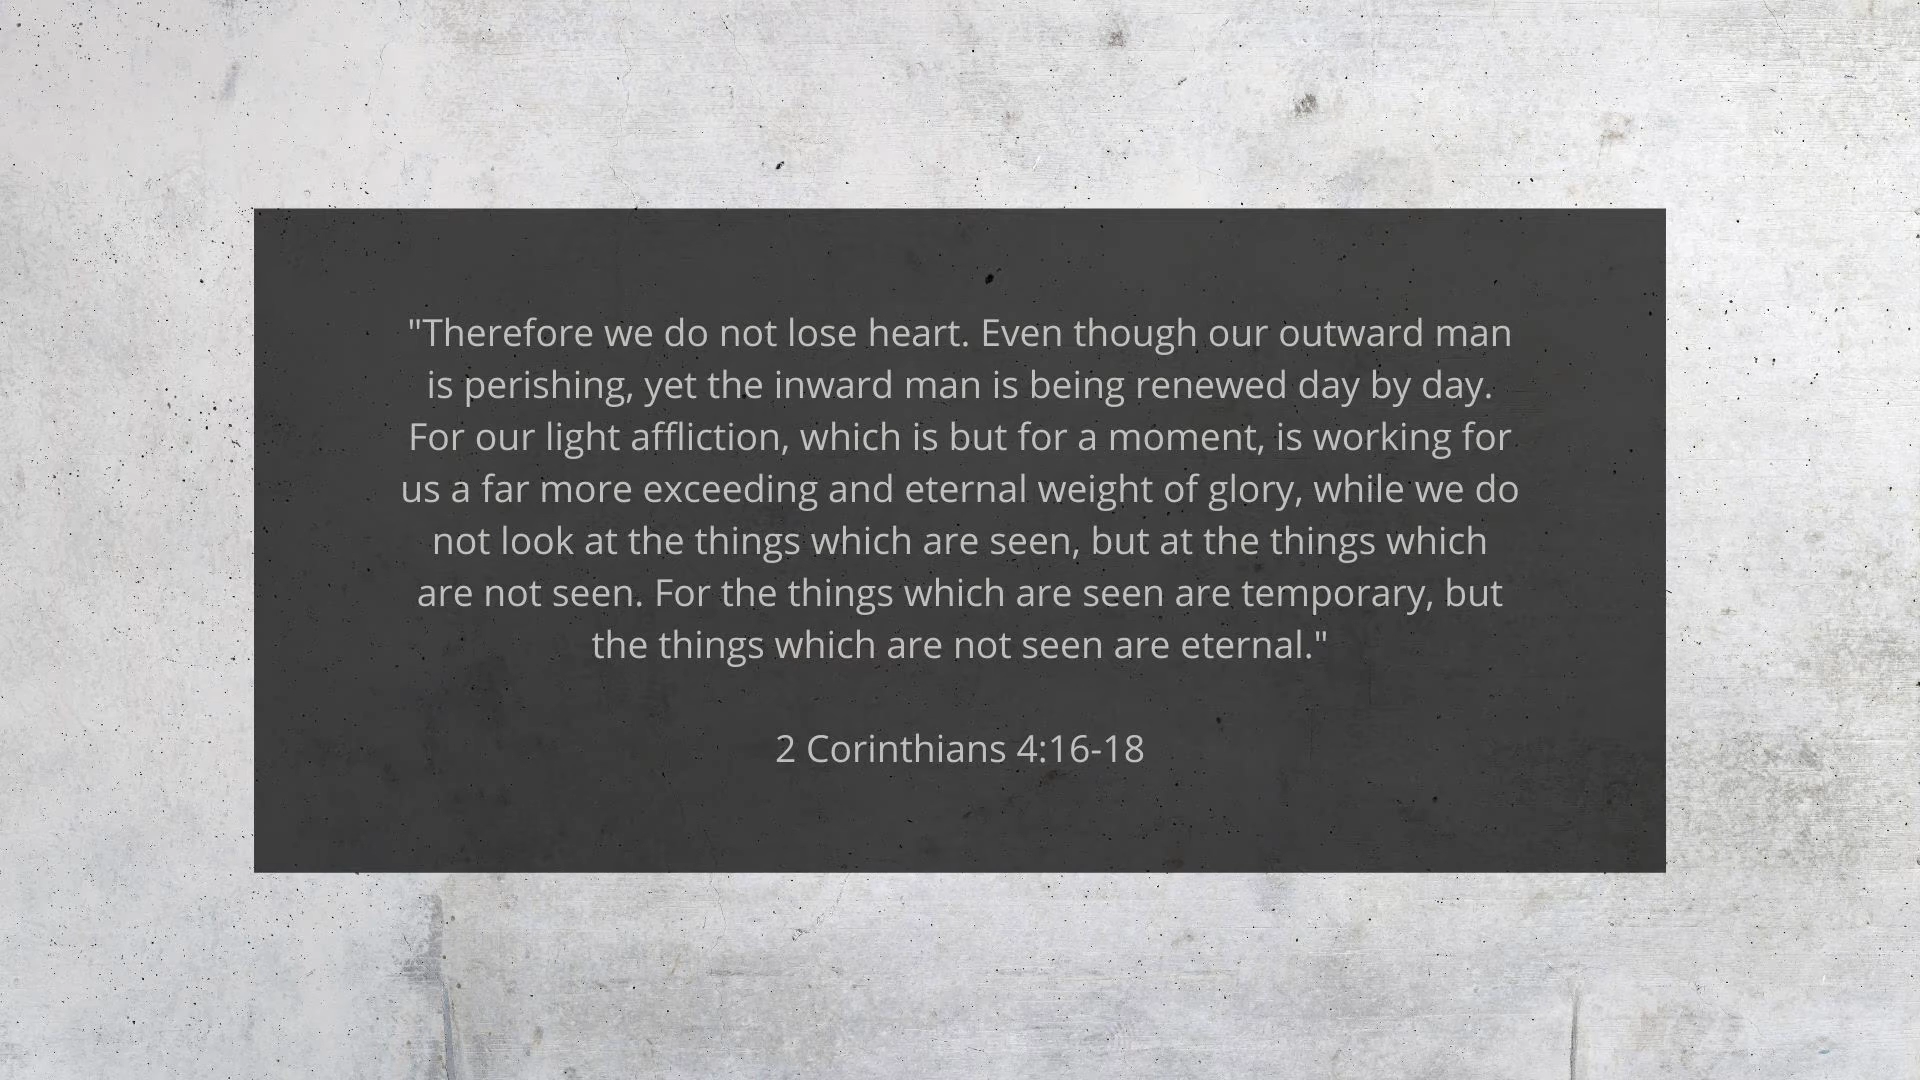 "Therefore we do not lose heart. Even though our outward man
is perishing, yet the inward man is being renewed day by day.
For our light affliction, which is but for a moment, is working for
us a far more exceeding and eternal weight of glory, while we do
not look at the things which are seen, but at the things which
are not seen. For the things which are seen are temporary, but
the things which are not seen are eternal."
2 Corinthians 4:16-18